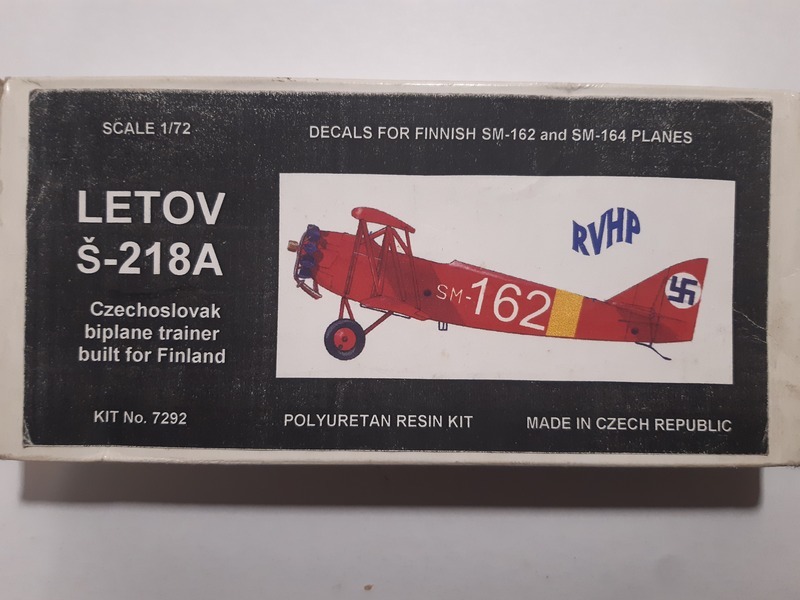 SCALE 1/72
DECALS FOR FINNISH SM-162 and SM-164 PLANES
LETOV
Š-218A
RVHP
SM-162
Czechoslovak
biplane trainer
built for Finland
KIT No. 7292
POLYURETAN RESIN KIT
MADE IN CZECH REPUBLIC